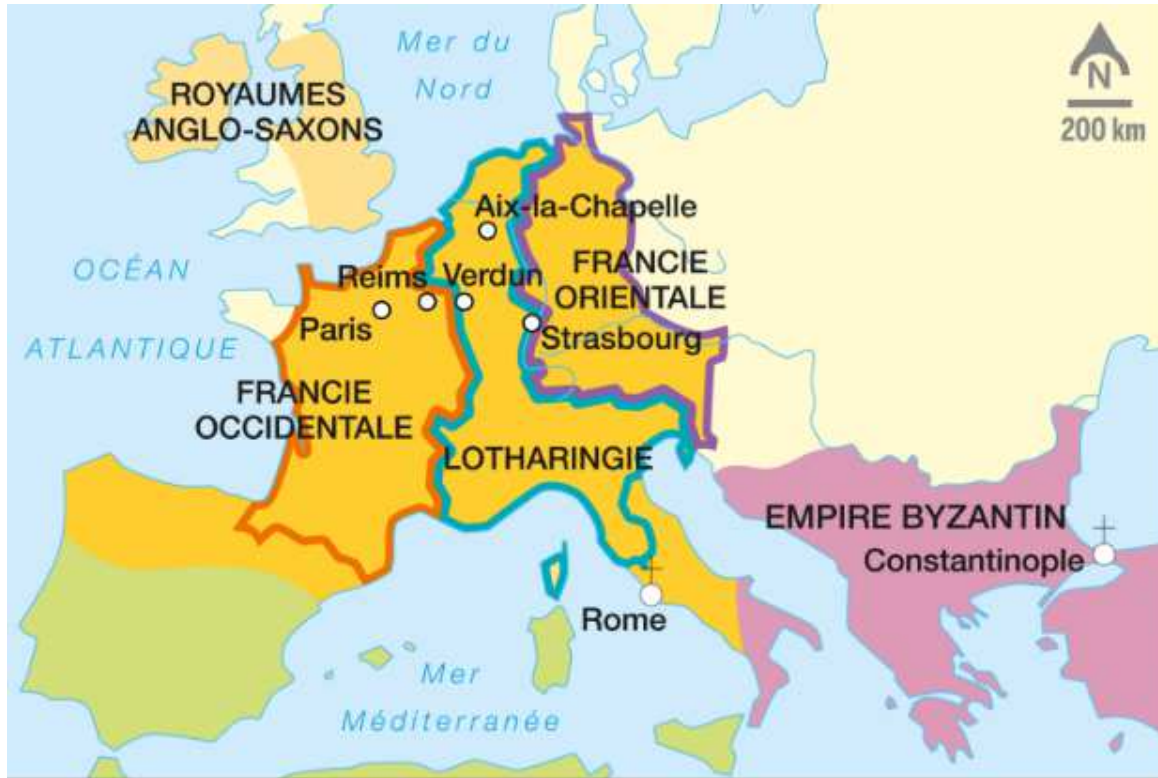 Mer du
Nord
N
200 km
ROYAUMES
ANGLO-SAXONS
Aix-la-Chapelle
OCÉAN
ATLANTIQUE
Reims
Verdun
FRANCIE
ORIENTALE
Paris
Strasbourg
FRANCIE
OCCIDENTALE
LOTHARINGIE
EMPIRE BYZANTIN
Constantinople
Rome
Mer
Méditerranée